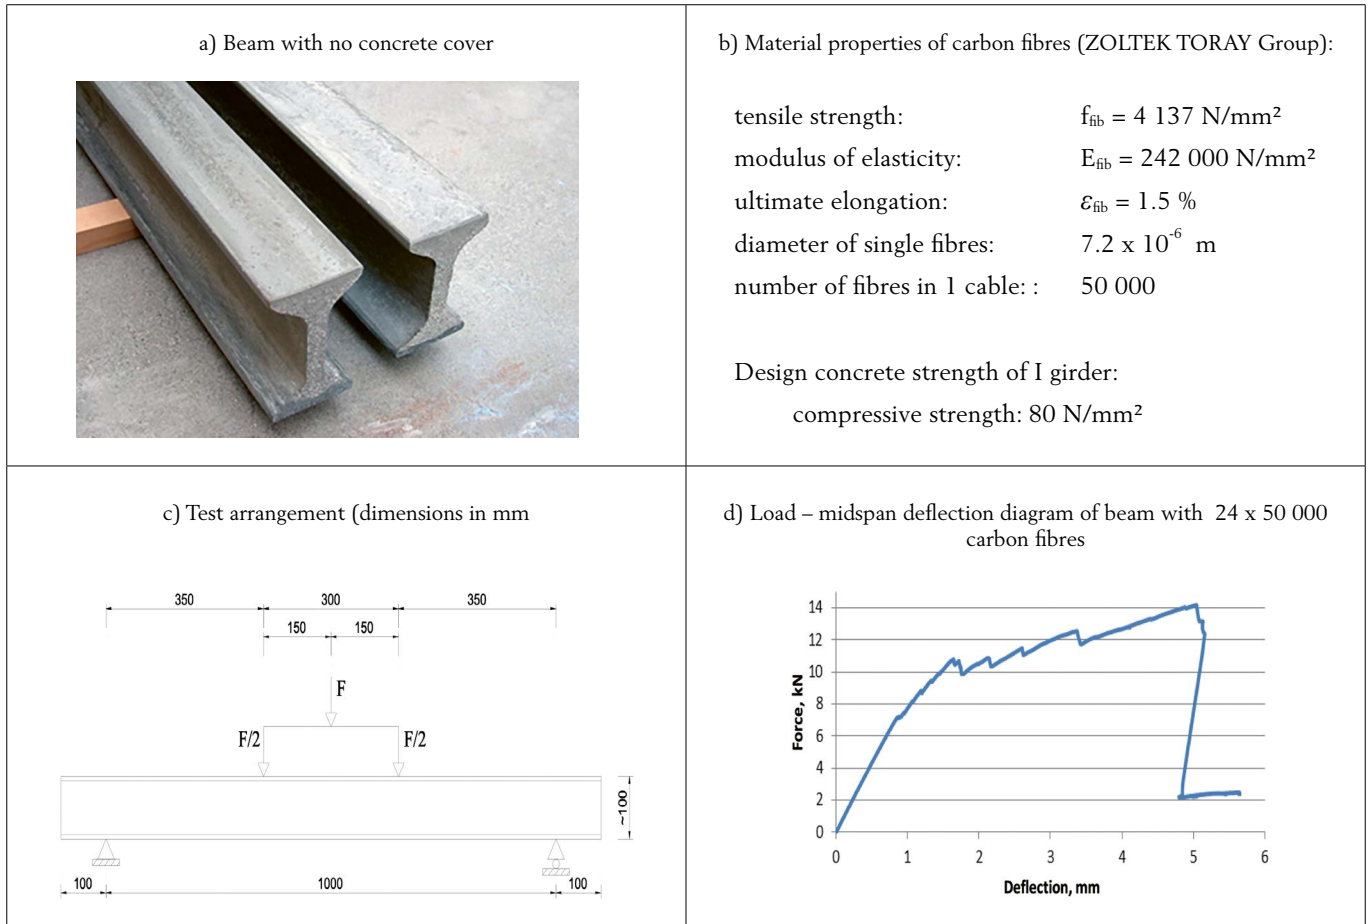 a) Beam with no concrete cover
b) Material properties of carbon fibres (ZOLTEK TORAY Group):
tensile strength: f_fib = 4 137 N/mm²
modulus of elasticity: E_fib = 242 000 N/mm²
ultimate elongation: ε_fib = 1.5 %
diameter of single fibres: 7.2 x 10⁻⁶ m
number of fibres in 1 cable: : 50 000
Design concrete strength of I girder:
compressive strength: 80 N/mm²
c) Test arrangement (dimensions in mm
350 300 350
150 150
F
F/2 F/2
~100
100 1000 100
d) Load – midspan deflection diagram of beam with 24 x 50 000
carbon fibres
Force, kN
14
12
10
8
6
4
2
0
0 1 2 3 4 5 6
Deflection, mm